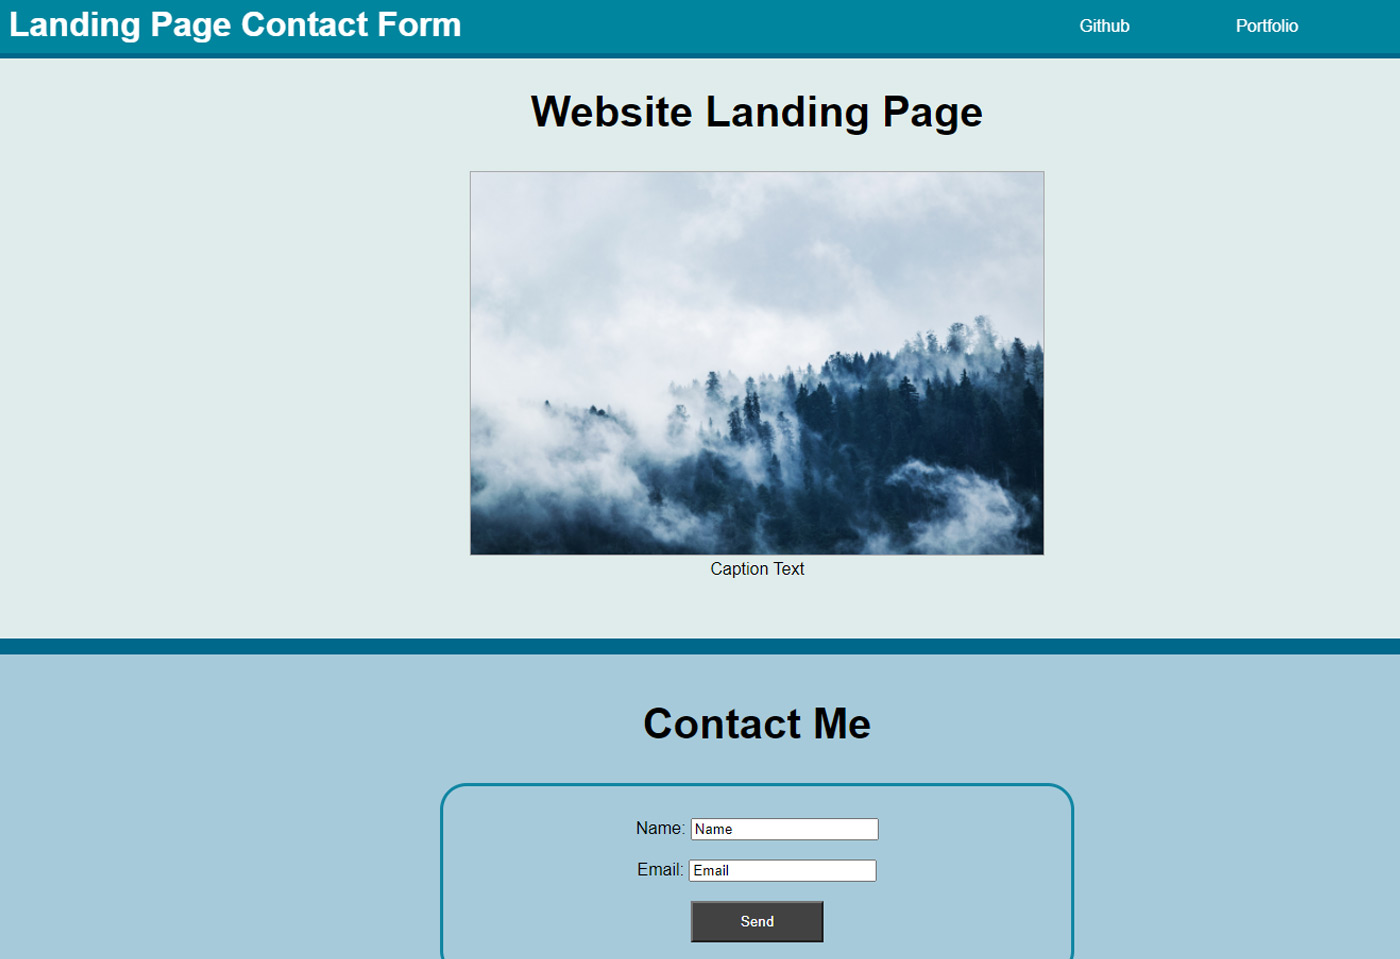 Landing Page Contact Form Github Portfolio
Website Landing Page
Caption Text
Contact Me
Name: Name
Email: Email
Send